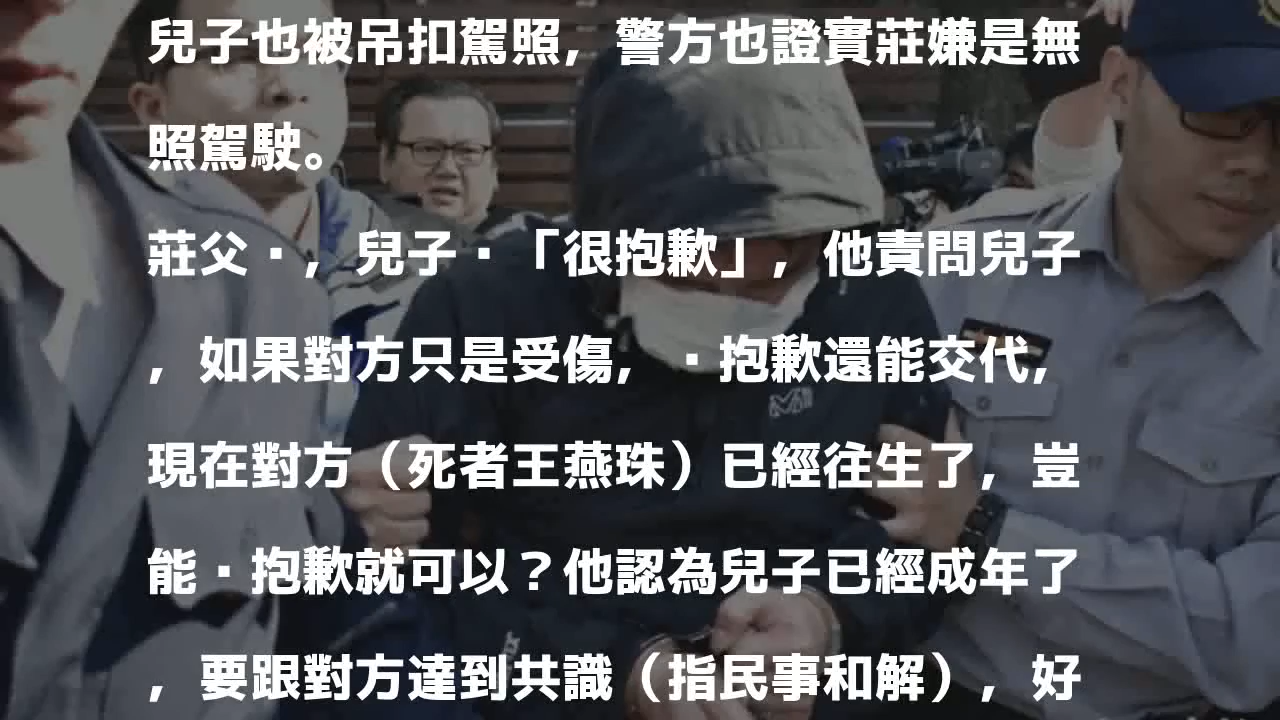 兒子也被吊扣駕照，警方也證實莊嫌是無
照駕駛。
莊父▪，兒子▪「很抱歉」，他責問兒子
，如果對方只是受傷，▪抱歉還能交代，
現在對方（死者王燕珠）已經往生了，豈
能▪抱歉就可以？他認為兒子已經成年了
，要跟對方達到共識（指民事和解），好